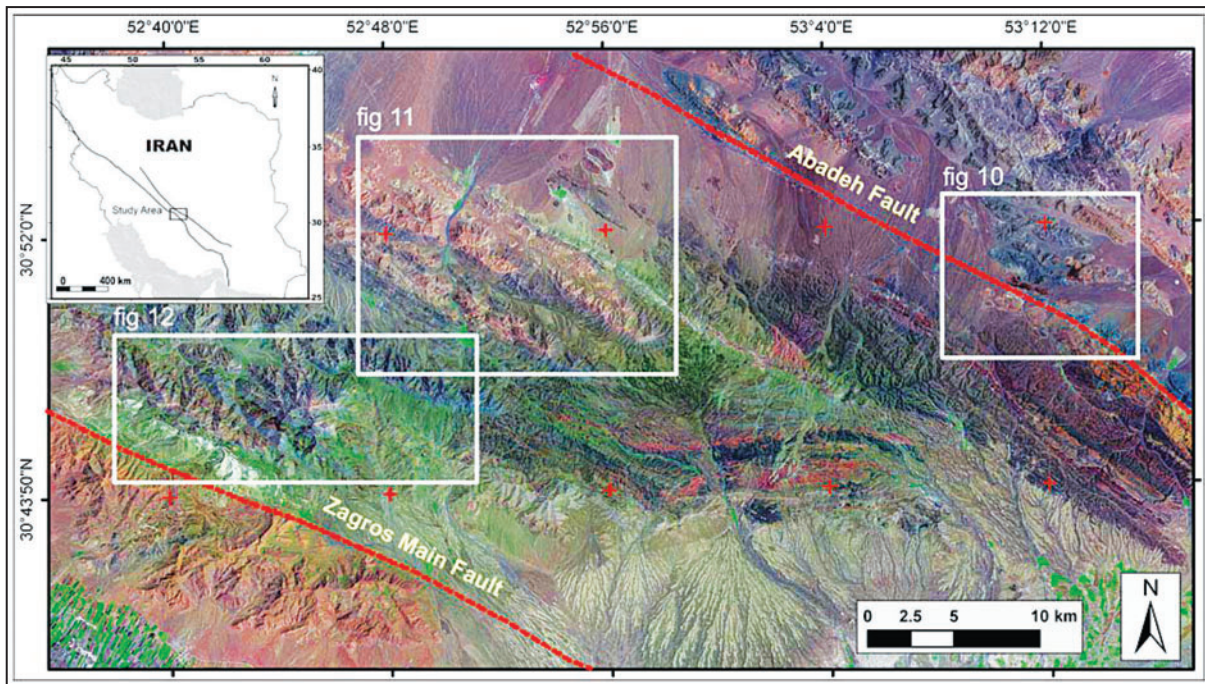 52°40'0"E 52°48'0"E 52°56'0"E 53°40'0"E 53°12'0"E
45 50 55 60
40
N
fig 11
IRAN
35
Abadeh Fault
fig 10
Study Area
30
30°52'0"N
0 400 km
25
fig 12
30°43'50"N
Zagros Main Fault
N
0 2.5 5 10 km